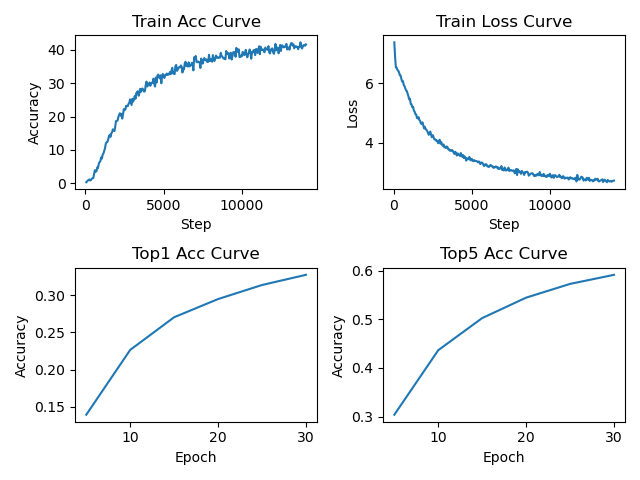 Train Acc Curve
Train Loss Curve
40
30
20
10
0
Accuracy
0 5000 10000
Step
6
4
Loss
0 5000 10000
Step
Top1 Acc Curve
Top5 Acc Curve
0.30
0.25
0.20
0.15
Accuracy
10 20 30
Epoch
0.6
0.5
0.4
0.3
Accuracy
10 20 30
Epoch